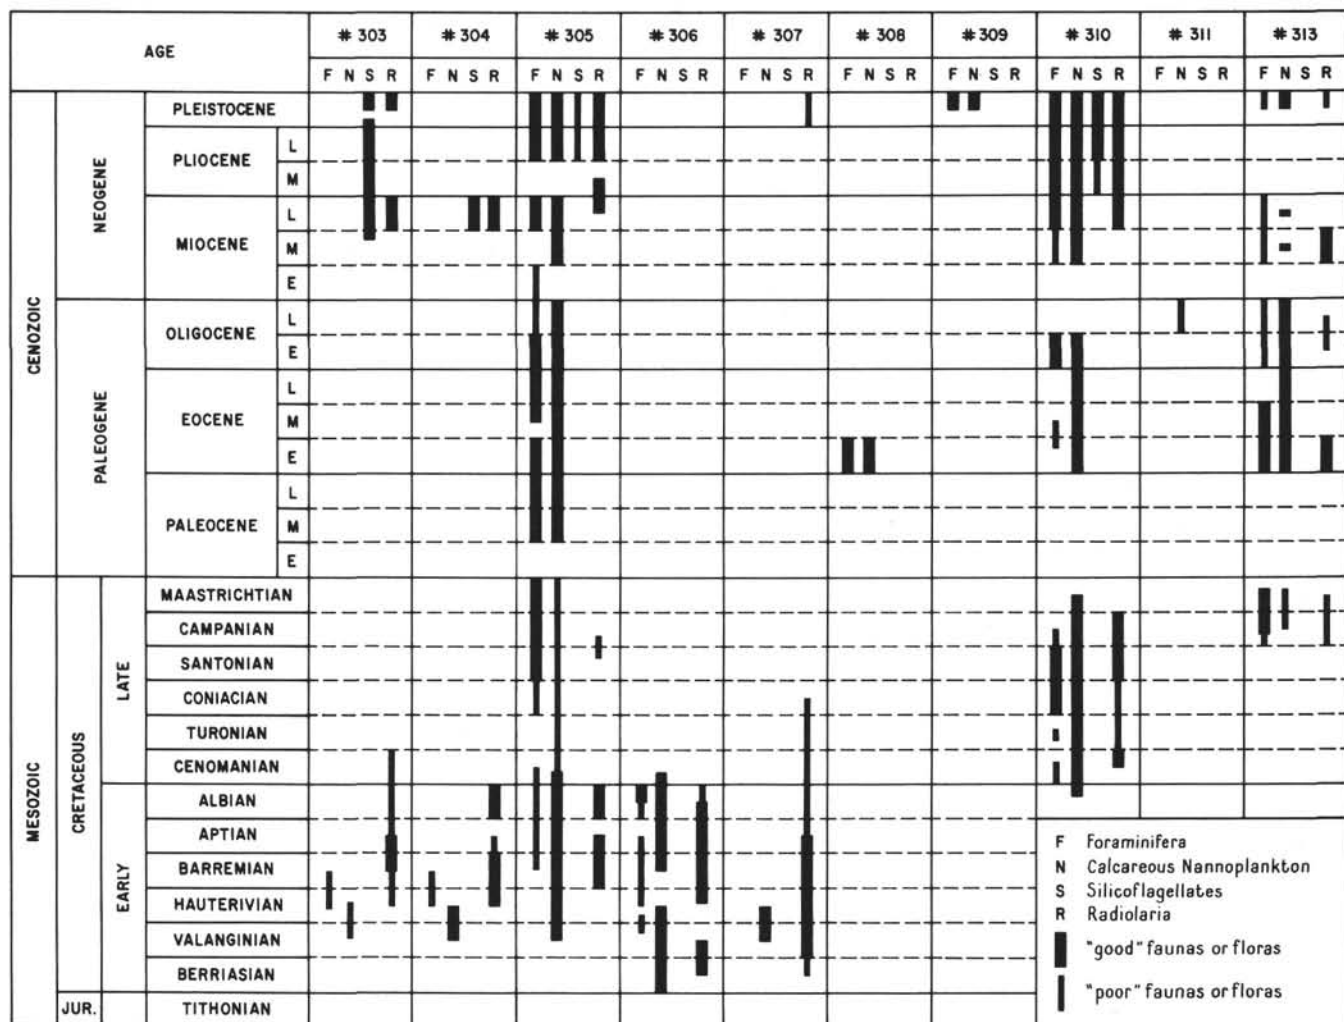 AGE # 303 # 304 # 305 # 306 # 307 # 308 # 309 # 310 # 311 # 313
F N S R F N S R F N S R F N S R F N S R F N S R F N S R F N S R F N S R F N S R
CENOZOIC
NEOGENE
PLEISTOCENE
PLIOCENE
L
M
MIOCENE
L
M
E
PALEOGENE
OLIGOCENE
L
E
EOCENE
L
M
E
PALEOCENE
L
M
E
MESOZOIC
CRETACEOUS
LATE
MAASTRICHTIAN
CAMPANIAN
SANTONIAN
CONIACIAN
TURONIAN
CENOMANIAN
EARLY
ALBIAN
APTIAN
BARREMIAN
HAUTERIVIAN
VALANGINIAN
BERRIASIAN
JUR. TITHONIAN
F Foraminifera
N Calcareous Nannoplankton
S Silicoflagellates
R Radiolaria
"good" faunas or floras
"poor" faunas or floras